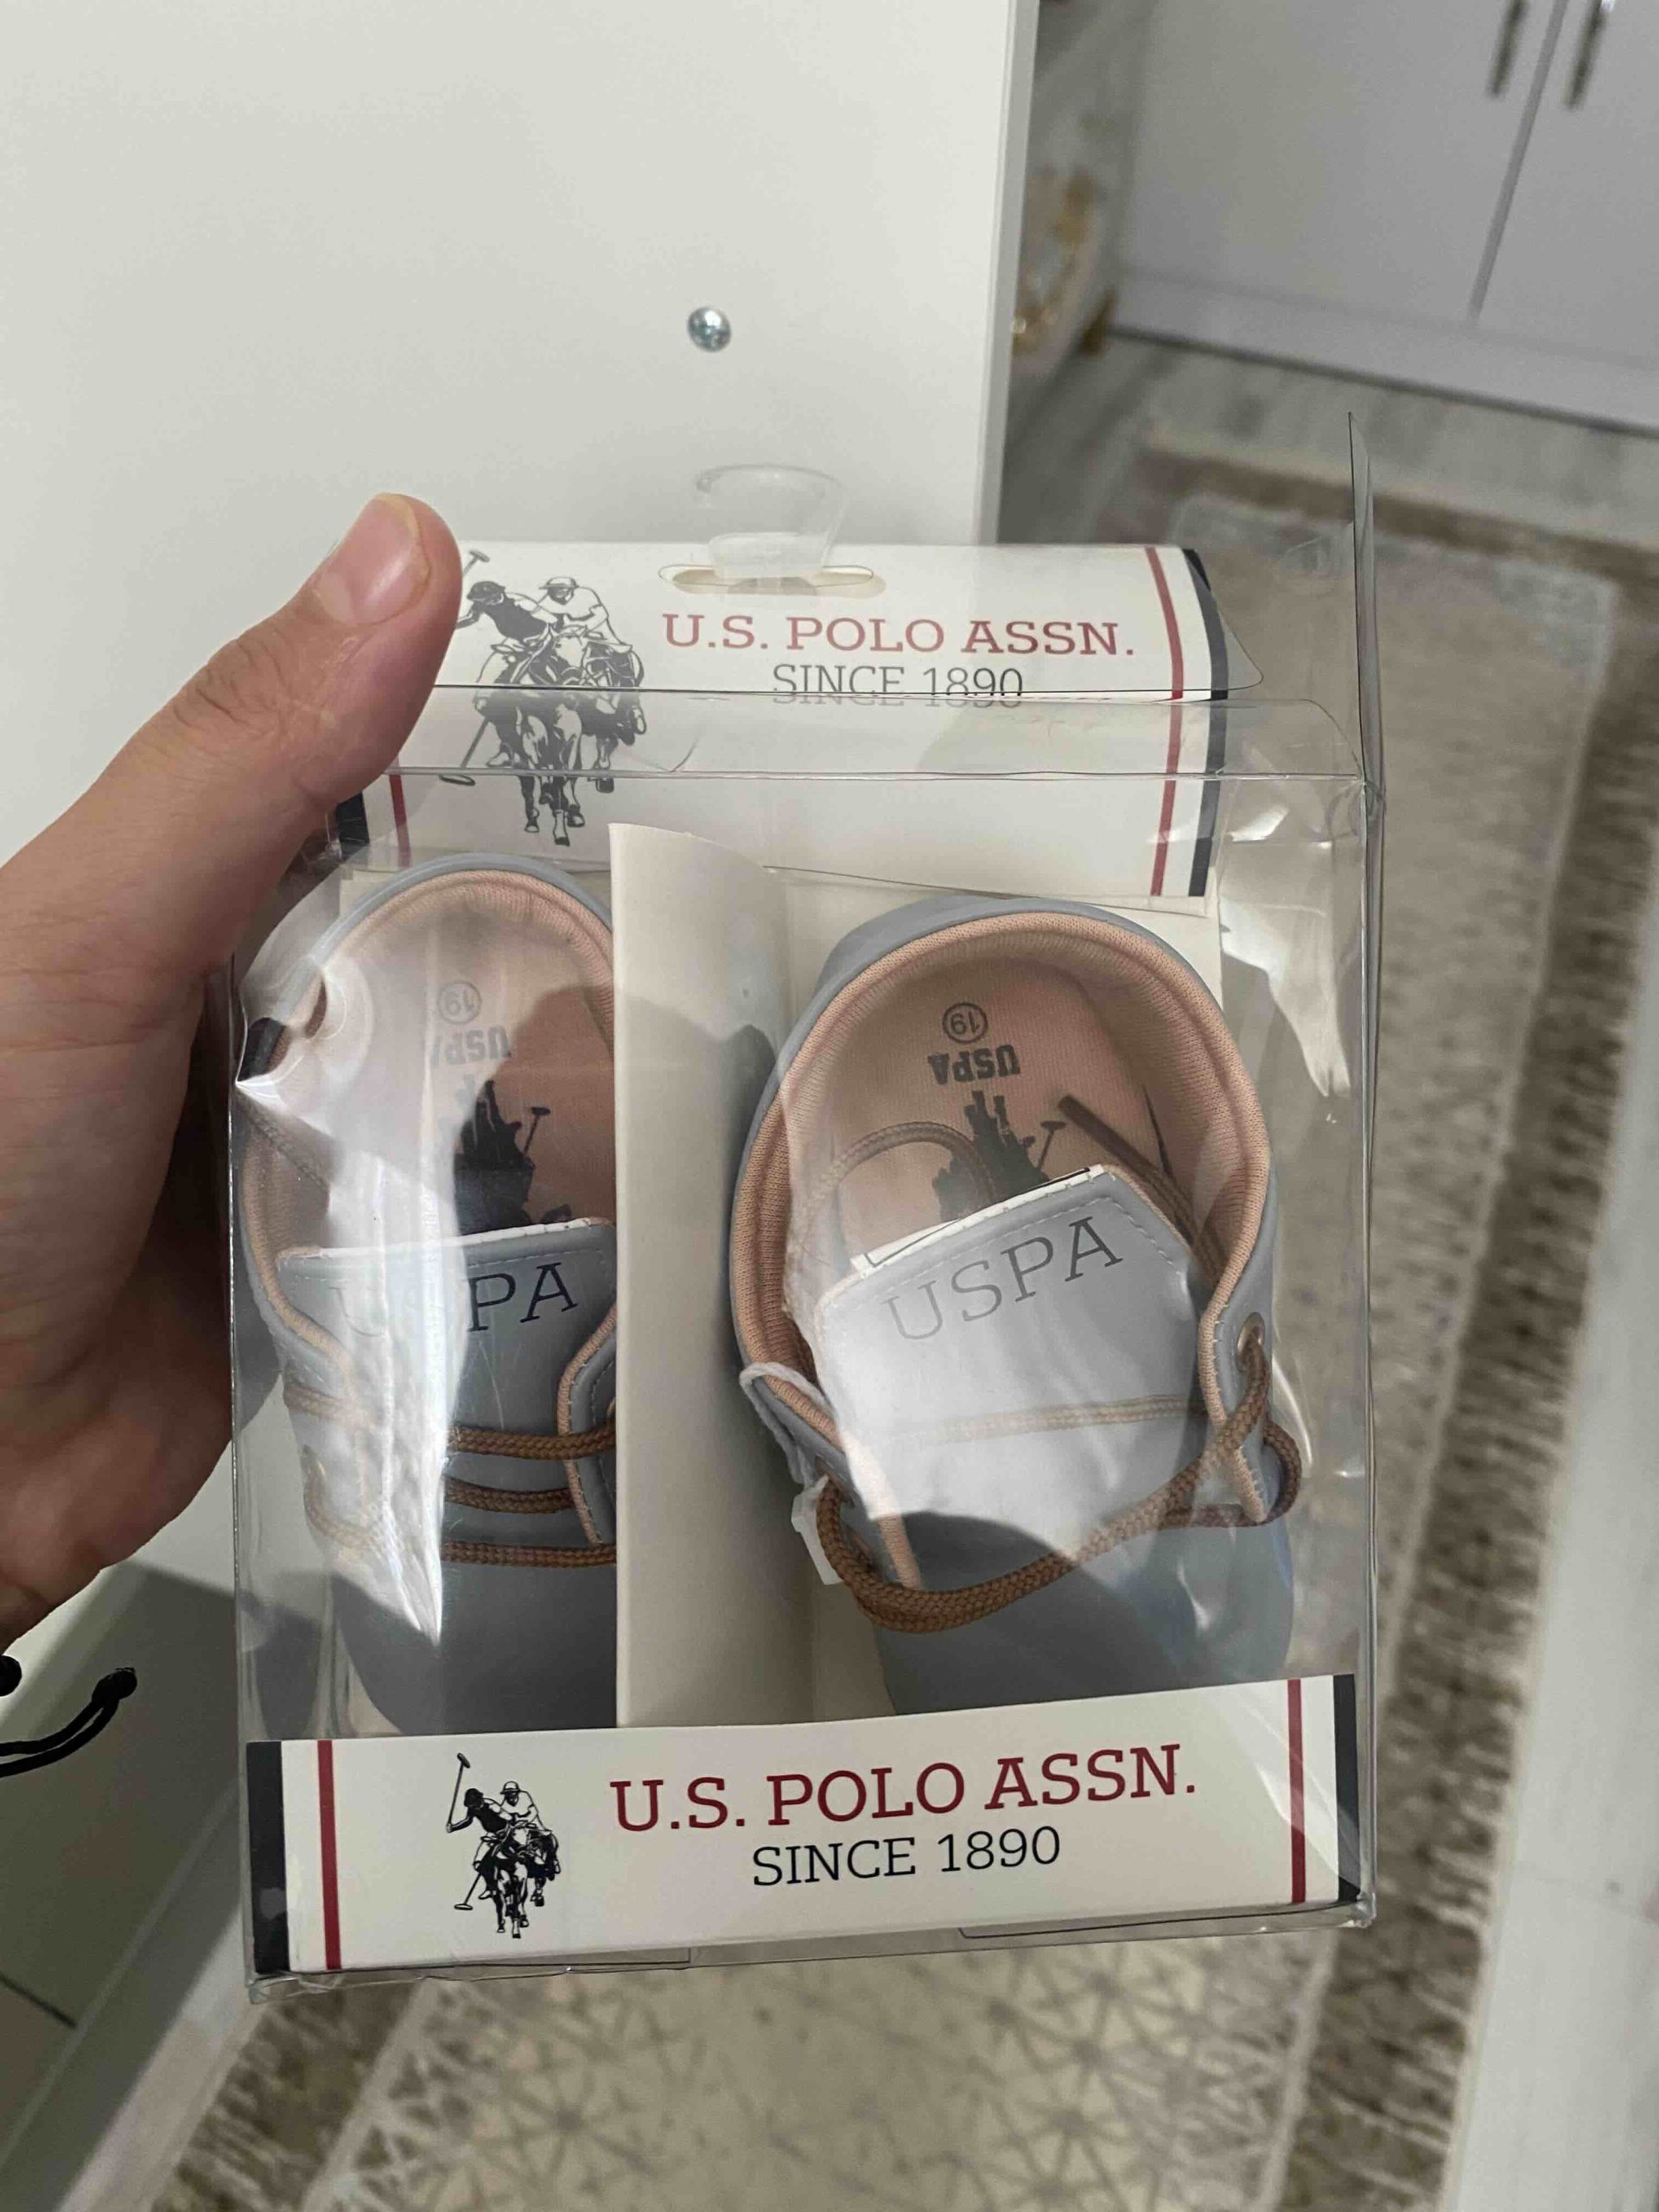 U.S. POLO ASSN.
SINCE 1890
19
USPA
19
USPA
USPA
USPA
U.S. POLO ASSN.
SINCE 1890